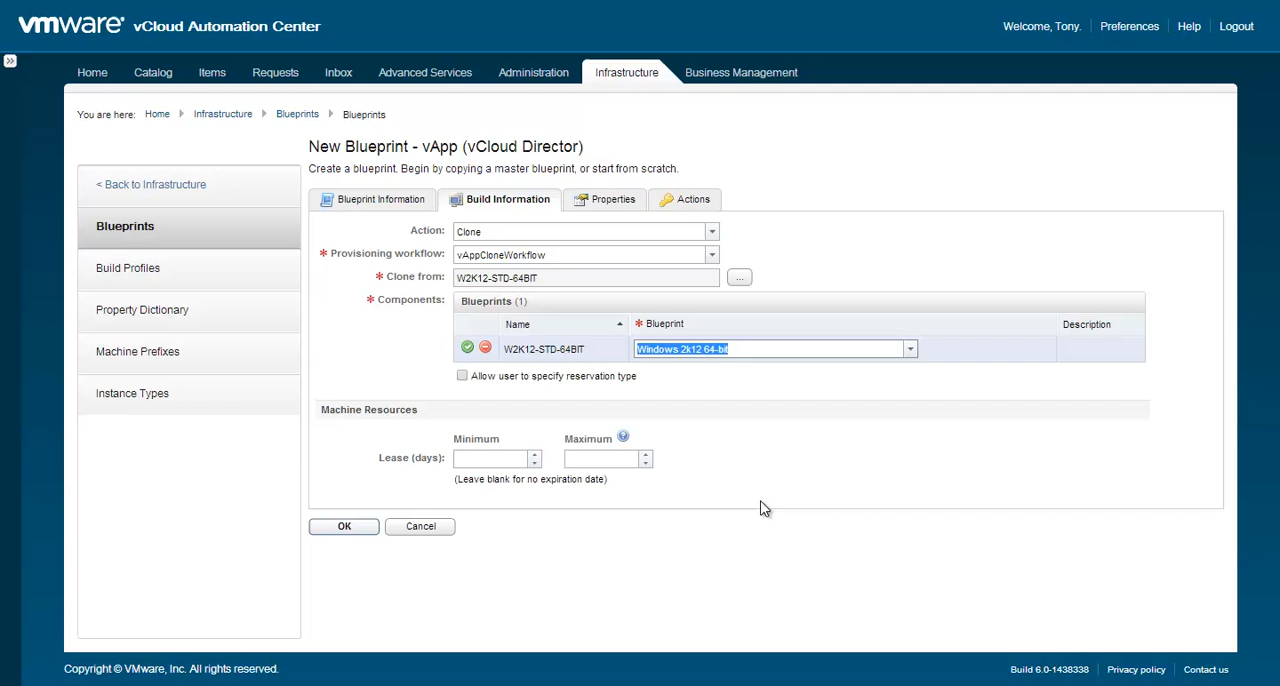 vmware® vCloud Automation Center
Welcome, Tony. Preferences Help Logout
Home Catalog Items Requests Inbox Advanced Services Administration Infrastructure Business Management
You are here: Home Infrastructure Blueprints Blueprints
New Blueprint - vApp (vCloud Director)
Create a blueprint. Begin by copying a master blueprint, or start from scratch.
< Back to Infrastructure
Blueprints
Build Profiles
Property Dictionary
Machine Prefixes
Instance Types
Blueprint Information Build Information Properties Actions
Action: Clone
* Provisioning workflow: vAppCloneWorkflow
* Clone from: W2K12-STD-64BIT ...
* Components: Blueprints (1)
Name * Blueprint Description
W2K12-STD-64BIT Windows 2k12 64-bit
Allow user to specify reservation type
Machine Resources
Minimum Maximum ?
Lease (days):
(Leave blank for no expiration date)
OK Cancel
Copyright © VMware, Inc. All rights reserved.
Build 6.0-1438338 Privacy policy Contact us